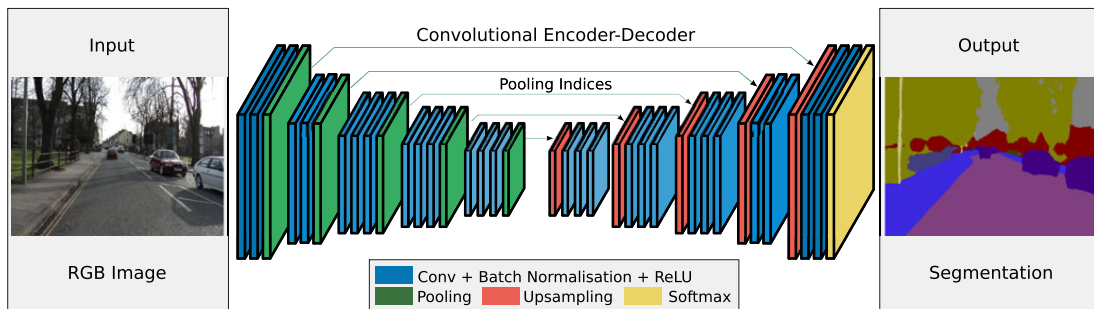 Input
RGB Image
Convolutional Encoder-Decoder
Pooling Indices
Conv + Batch Normalisation + ReLU
Pooling Upsampling Softmax
Output
Segmentation